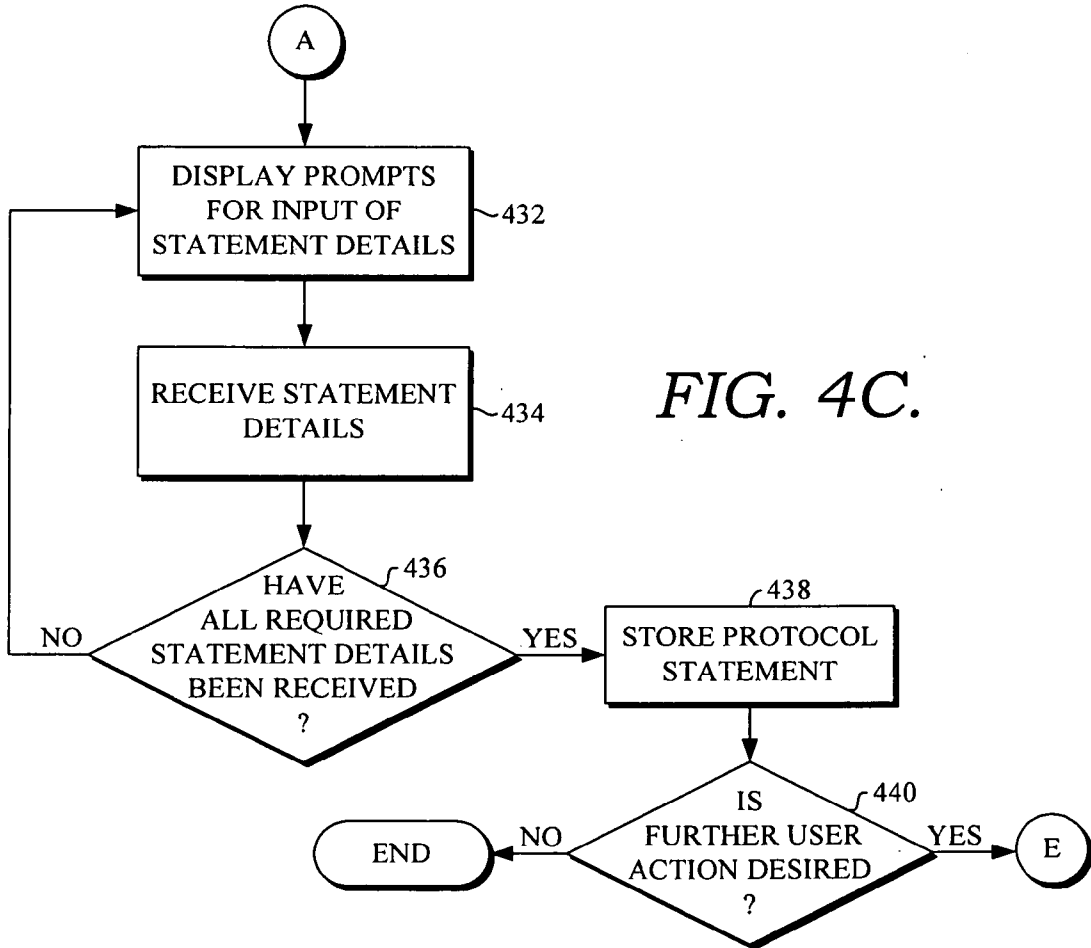 A
DISPLAY PROMPTS
FOR INPUT OF
STATEMENT DETAILS
432
RECEIVE STATEMENT
DETAILS
434
FIG. 4C.
HAVE
ALL REQUIRED
STATEMENT DETAILS
BEEN RECEIVED
?
436
NO
YES
438
STORE PROTOCOL
STATEMENT
IS
FURTHER USER
ACTION DESIRED
?
440
NO
END
YES
E